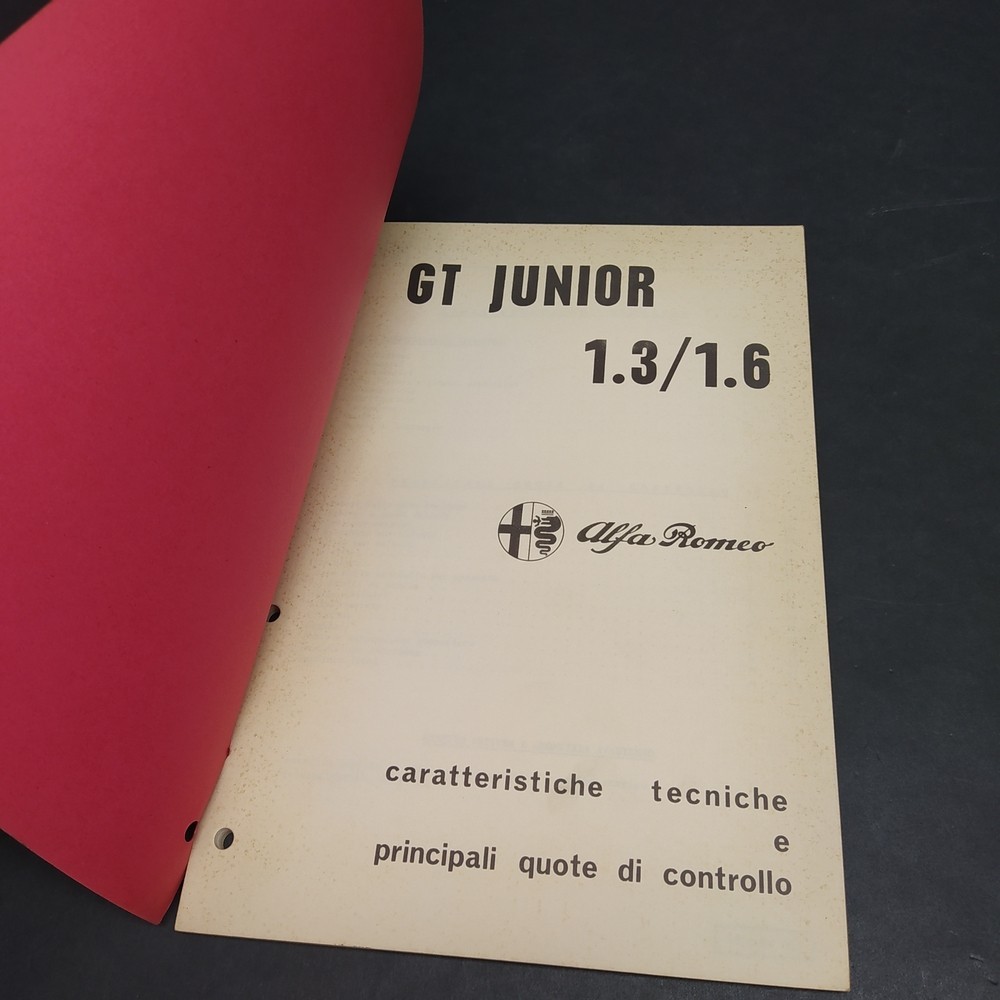 GT JUNIOR
1.3/1.6
Alfa Romeo
caratteristiche tecniche
e
principali quote di controllo